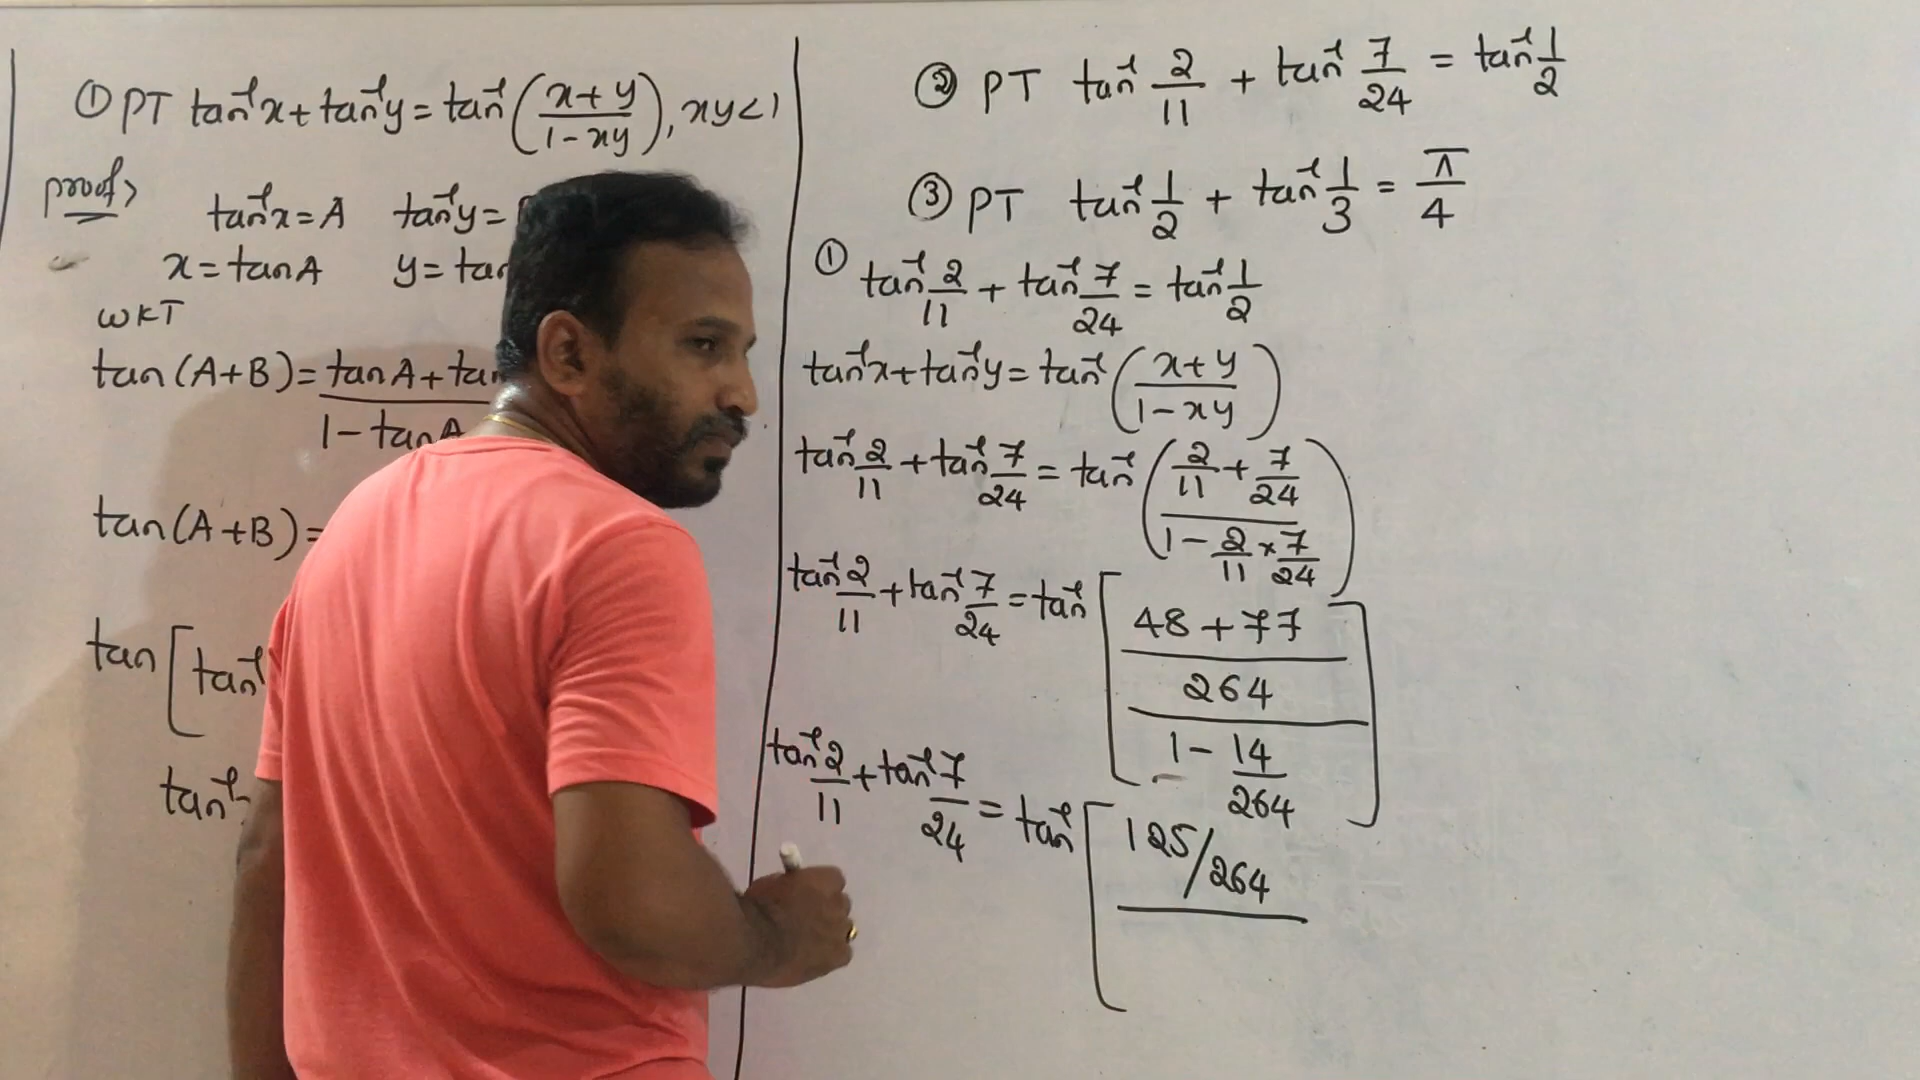 ① PT tan⁻¹x + tan⁻¹y = tan⁻¹((x+y)/(1-xy)), xy<1
proof>
tan⁻¹x = A tan⁻¹y =
x = tanA y = tan
WKT
tan(A+B) = tanA + tan
1 - tanA
tan(A+B) =
tan [tan⁻¹
tan⁻¹
② PT tan⁻¹ 2/11 + tan⁻¹ 7/24 = tan⁻¹ 1/2
③ PT tan⁻¹ 1/2 + tan⁻¹ 1/3 = π/4
① tan⁻¹ 2/11 + tan⁻¹ 7/24 = tan⁻¹ 1/2
tan⁻¹x + tan⁻¹y = tan⁻¹((x+y)/(1-xy))
tan⁻¹ 2/11 + tan⁻¹ 7/24 = tan⁻¹((2/11 + 7/24)/(1 - 2/11 × 7/24))
tan⁻¹ 2/11 + tan⁻¹ 7/24 = tan⁻¹[((48+77)/264)/(1 - 14/264)]
tan⁻¹ 2/11 + tan⁻¹ 7/24 = tan⁻¹[125/264